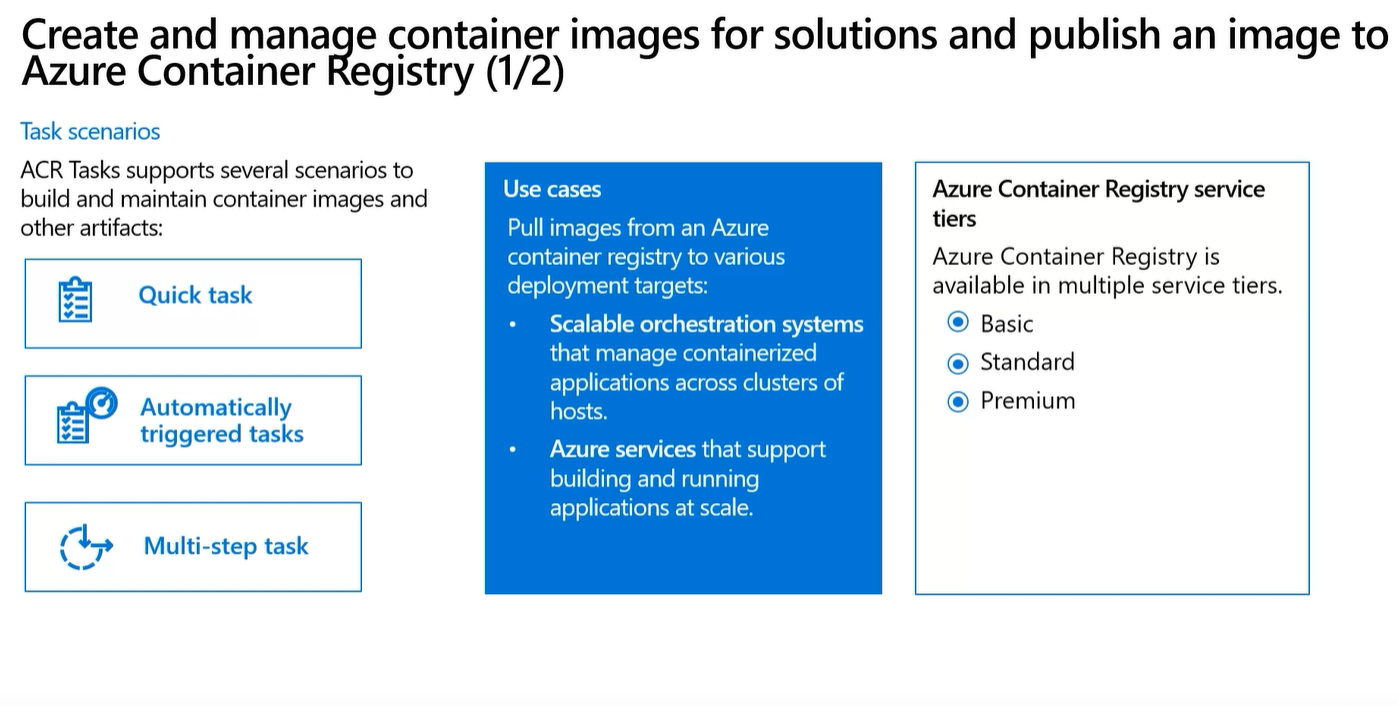 Create and manage container images for solutions and publish an image to
Azure Container Registry (1/2)
Task scenarios
ACR Tasks supports several scenarios to
build and maintain container images and
other artifacts:
Quick task
Automatically
triggered tasks
Multi-step task
Use cases
Pull images from an Azure
container registry to various
deployment targets:
• Scalable orchestration systems
that manage containerized
applications across clusters of
hosts.
• Azure services that support
building and running
applications at scale.
Azure Container Registry service
tiers
Azure Container Registry is
available in multiple service tiers.
Basic
Standard
Premium